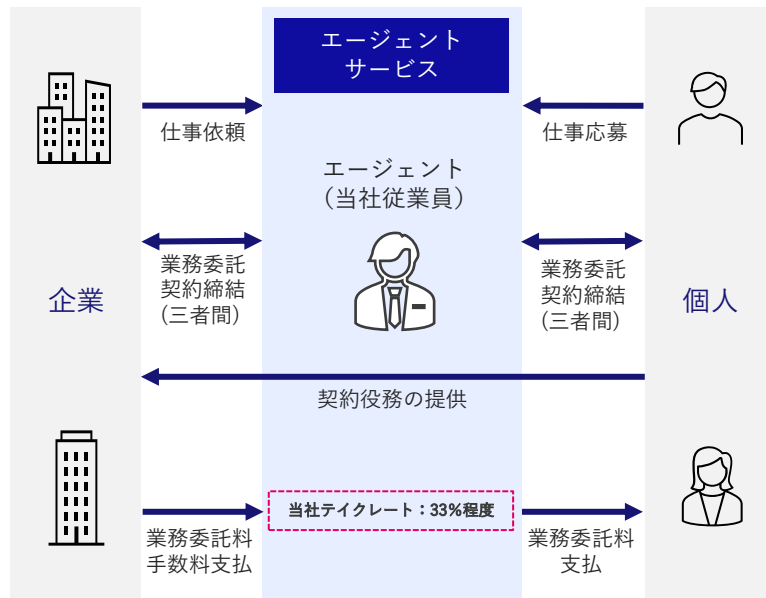 エージェント
サービス
仕事依頼
仕事応募
エージェント
（当社従業員）
業務委託
契約締結
(三者間)
業務委託
契約締結
(三者間)
企業
個人
契約役務の提供
当社テイクレート：33%程度
業務委託料
手数料支払
業務委託料
支払